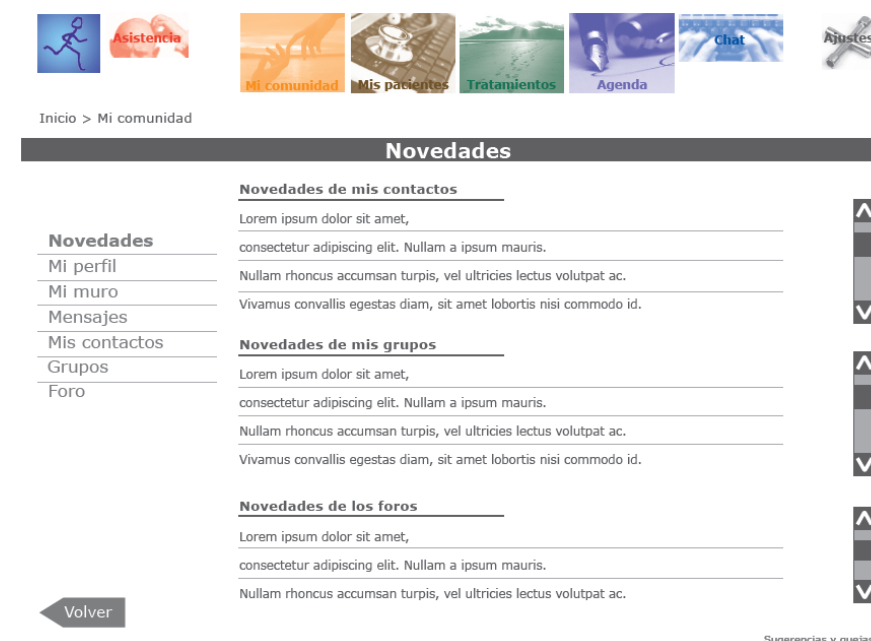 Asistencia
Mi comunidad
Mis pacientes
Tratamientos
Agenda
Chat
Ajustes
Inicio > Mi comunidad
Novedades
Novedades
Mi perfil
Mi muro
Mensajes
Mis contactos
Grupos
Foro
Novedades de mis contactos
Lorem ipsum dolor sit amet,
consectetur adipiscing elit. Nullam a ipsum mauris.
Nullam rhoncus accumsan turpis, vel ultricies lectus volutpat ac.
Vivamus convallis egestas diam, sit amet lobortis nisi commodo id.
Novedades de mis grupos
Lorem ipsum dolor sit amet,
consectetur adipiscing elit. Nullam a ipsum mauris.
Nullam rhoncus accumsan turpis, vel ultricies lectus volutpat ac.
Vivamus convallis egestas diam, sit amet lobortis nisi commodo id.
Novedades de los foros
Lorem ipsum dolor sit amet,
consectetur adipiscing elit. Nullam a ipsum mauris.
Nullam rhoncus accumsan turpis, vel ultricies lectus volutpat ac.
Volver
Sugerencias y quejas